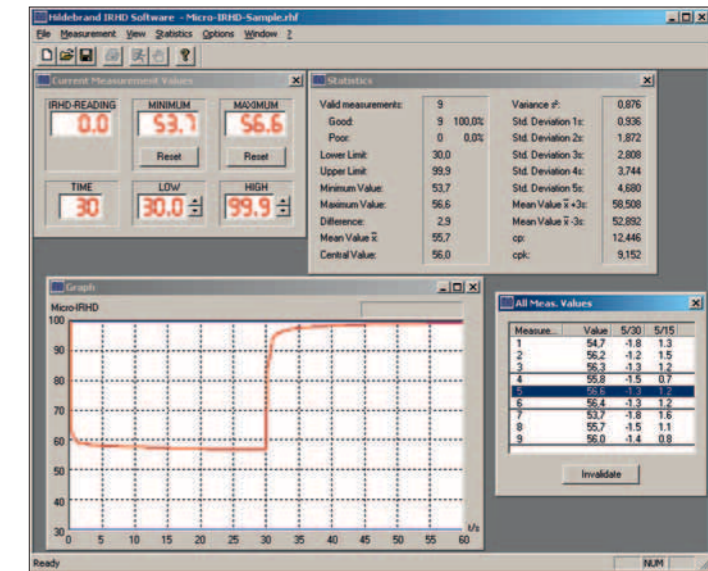 Hildebrand IRHD Software - Micro-IRHD-Sample.rhf
File Measurement View Statistics Options Window ?
Current Measurement Values
IRHD-READING MINIMUM MAXIMUM
0.0 53.7 56.6
Reset Reset
TIME LOW HIGH
30 30.0 99.9
Statistics
Valid measurements: 9
Good: 9 100,0%
Poor: 0 0,0%
Lower Limit: 30,0
Upper Limit: 99,9
Minimum Value: 53,7
Maximum Value: 56,6
Difference: 2,9
Mean Value x̅: 55,7
Central Value: 56,0
Variance s²: 0,876
Std. Deviation 1s: 0,936
Std. Deviation 2s: 1,872
Std. Deviation 3s: 2,808
Std. Deviation 4s: 3,744
Std. Deviation 5s: 4,680
Mean Value x̅ +3s: 58,508
Mean Value x̅ -3s: 52,892
cp: 12,446
cpk: 9,152
Graph
Micro-IRHD
100
90
80
70
60
50
40
30
0 5 10 15 20 25 30 35 40 45 50 55 60
t/s
All Meas. Values
Measure... Value 5/30 5/15
1 54,7 -1.8 1.3
2 56,2 -1.2 1.5
3 56,3 -1.3 1.2
4 55,8 -1.5 0.7
5 56,6 -1.3 1.2
6 56,4 -1.3 1.2
7 53,7 -1.8 1.6
8 55,7 -1.5 1.1
9 56,0 -1.4 0.8
Invalidate
Ready NUM